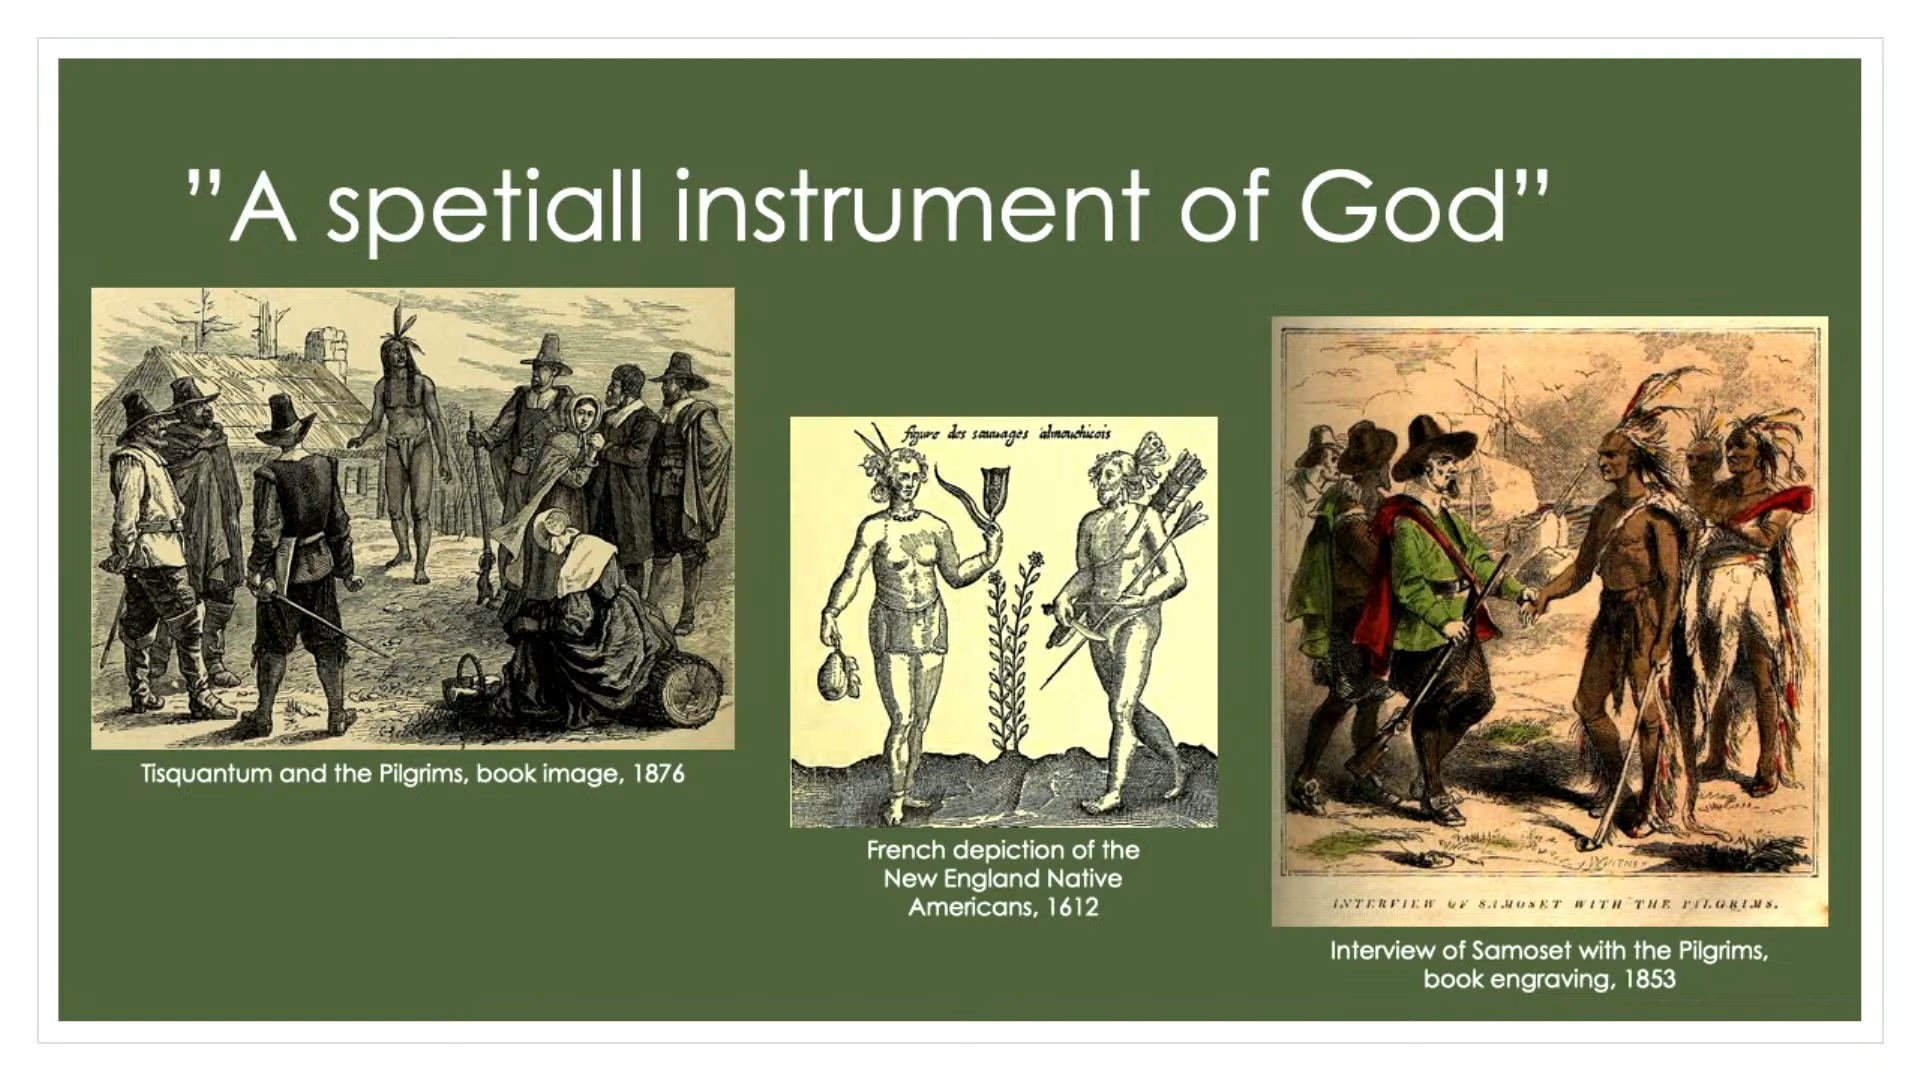 ”A spetiall instrument of God”
Tisquantum and the Pilgrims, book image, 1876
figure des sauuages almouchicois
French depiction of the
New England Native
Americans, 1612
INTERVIEW OF SAMOSET WITH THE PILGRIMS.
Interview of Samoset with the Pilgrims,
book engraving, 1853